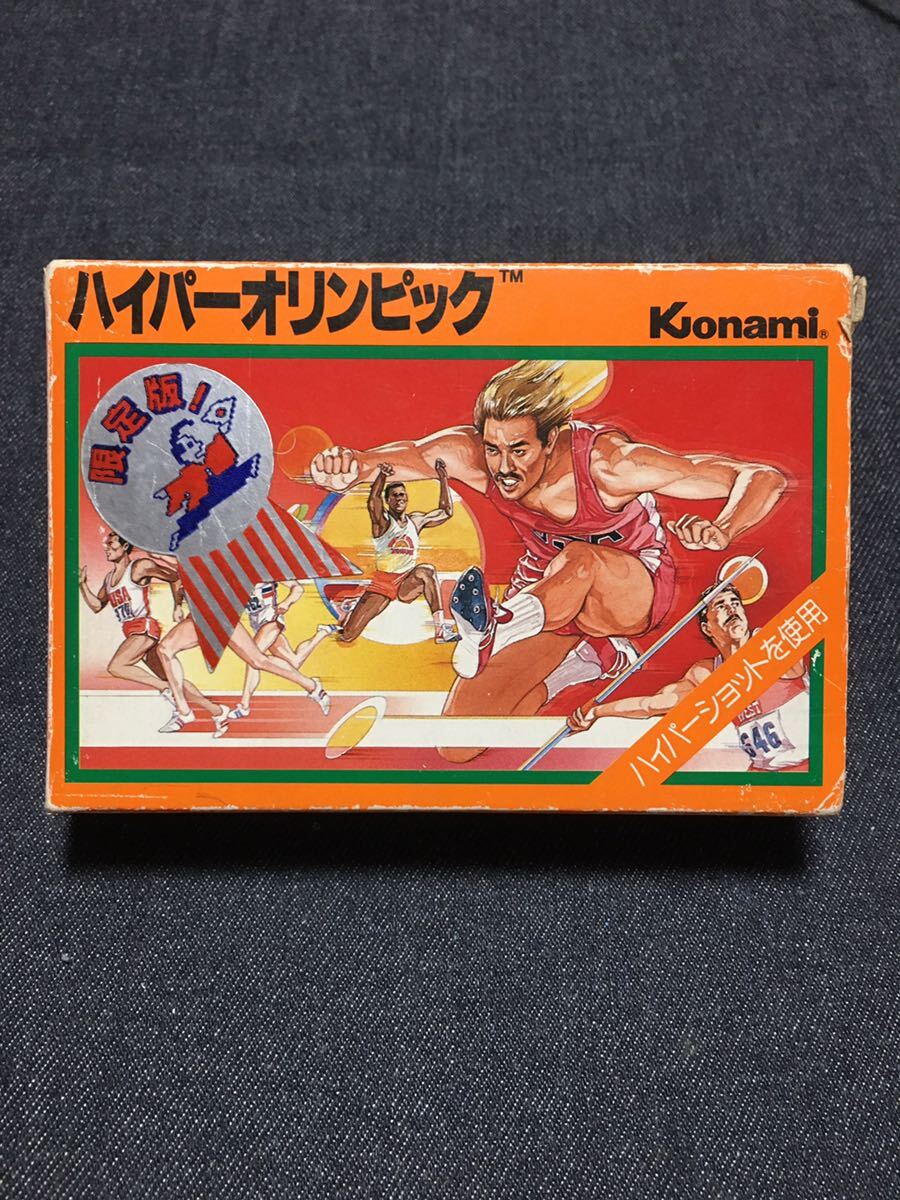 ハイパーオリンピック™
Konami®
限定版!
USA
ハイパーショットを使用
646